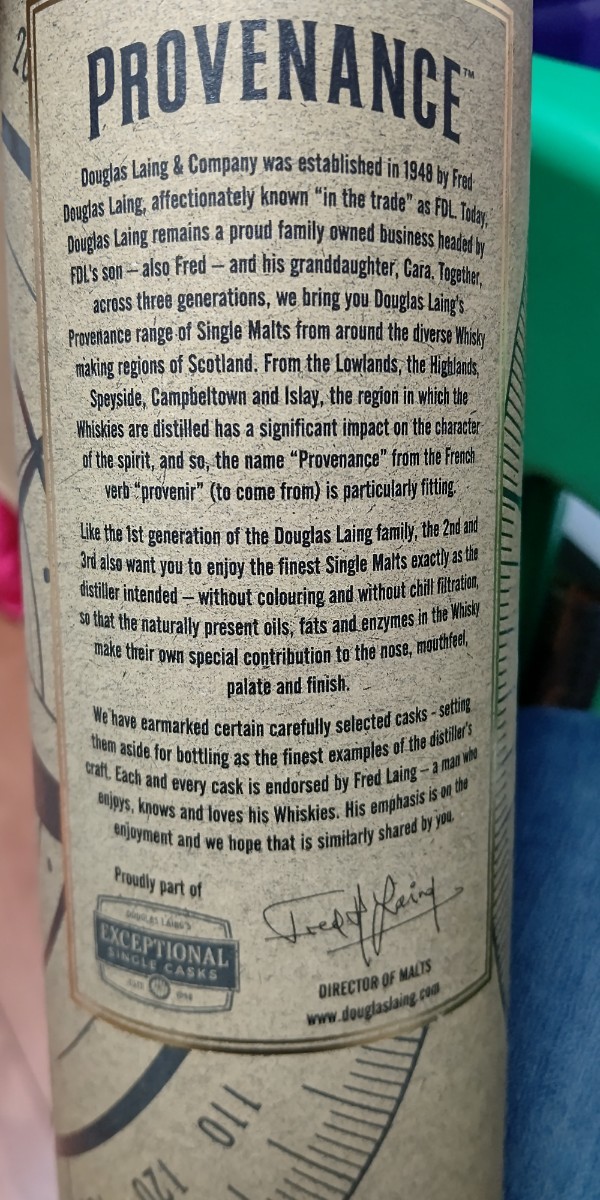 PROVENANCE™
Douglas Laing & Company was established in 1948 by Fred
Douglas Laing, affectionately known "in the trade" as FDL. Today,
Douglas Laing remains a proud family owned business headed by
FDL's son – also Fred – and his granddaughter, Cara. Together,
across three generations, we bring you Douglas Laing's
Provenance range of Single Malts from around the diverse Whisky
making regions of Scotland. From the Lowlands, the Highlands,
Speyside, Campbeltown and Islay, the region in which the
Whiskies are distilled has a significant impact on the character
of the spirit, and so, the name "Provenance" from the French
verb "provenir" (to come from) is particularly fitting.
Like the 1st generation of the Douglas Laing family, the 2nd and
3rd also want you to enjoy the finest Single Malts exactly as the
distiller intended – without colouring and without chill filtration,
so that the naturally present oils, fats and enzymes in the Whisky
make their own special contribution to the nose, mouthfeel,
palate and finish.
We have earmarked certain carefully selected casks - setting
them aside for bottling as the finest examples of the distiller's
craft. Each and every cask is endorsed by Fred Laing – a man who
enjoys, knows and loves his Whiskies. His emphasis is on the
enjoyment and we hope that is similarly shared by you.
Proudly part of
DOUGLAS LAING'S
EXCEPTIONAL
SINGLE CASKS
Fred Laing
DIRECTOR OF MALTS
www.douglaslaing.com
110
120